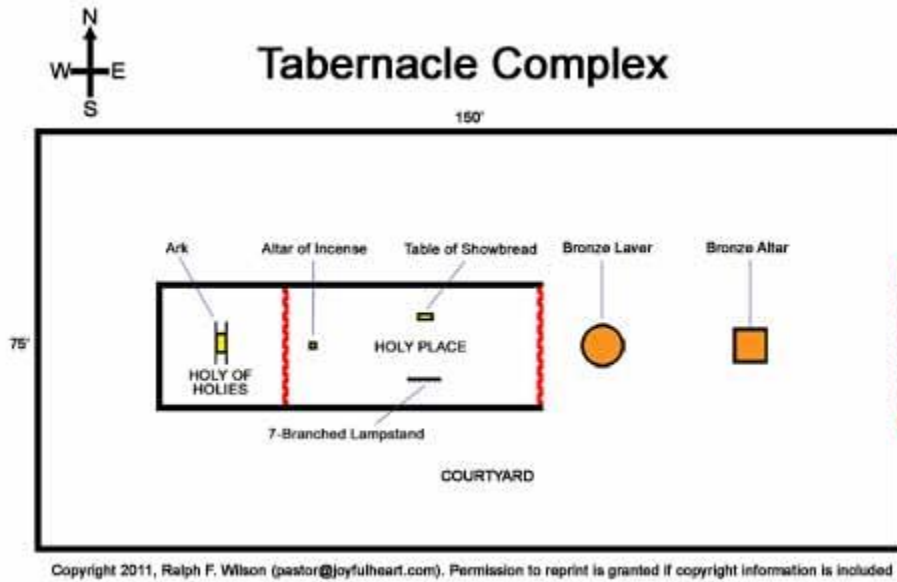 N
W E
S
Tabernacle Complex
150'
Ark
Altar of Incense
Table of Showbread
Bronze Laver
Bronze Altar
75'
HOLY PLACE
HOLY OF
HOLIES
7-Branched Lampstand
COURTYARD
Copyright 2011, Ralph F. Wilson (pastor@joyfulheart.com). Permission to reprint is granted if copyright information is included